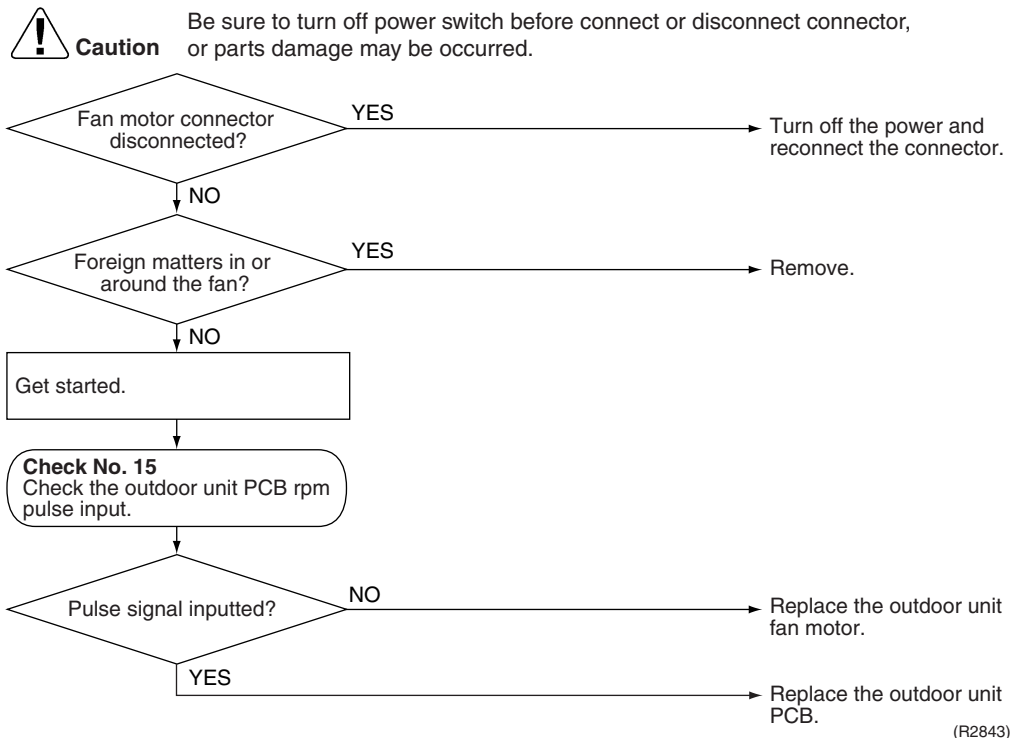 Caution
Be sure to turn off power switch before connect or disconnect connector,
or parts damage may be occurred.
Fan motor connector
disconnected?
YES
Turn off the power and
reconnect the connector.
NO
Foreign matters in or
around the fan?
YES
Remove.
NO
Get started.
Check No. 15
Check the outdoor unit PCB rpm
pulse input.
Pulse signal inputted?
NO
Replace the outdoor unit
fan motor.
YES
Replace the outdoor unit
PCB.
(R2843)